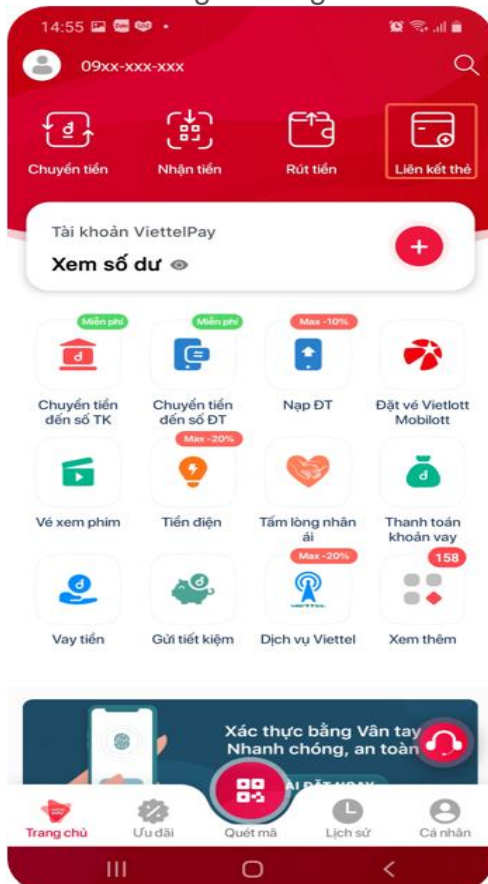 14:55
09xx-xxx-xxx
Chuyển tiền
Nhận tiền
Rút tiền
Liên kết thẻ
Tài khoản ViettelPay
Xem số dư
Miễn phí
Miễn phí
Max -10%
Chuyển tiền
đến số TK
Chuyển tiền
đến số ĐT
Nạp ĐT
Đặt vé Vietlott
Mobilott
Max -20%
Vé xem phim
Tiền điện
Tấm lòng nhân
ái
Thanh toán
khoản vay
Max -20%
158
Vay tiền
Gửi tiết kiệm
Dịch vụ Viettel
Xem thêm
Xác thực bằng Vân tay
Nhanh chóng, an toàn
Trang chủ
Ưu đãi
Quét mã
Lịch sử
Cá nhân